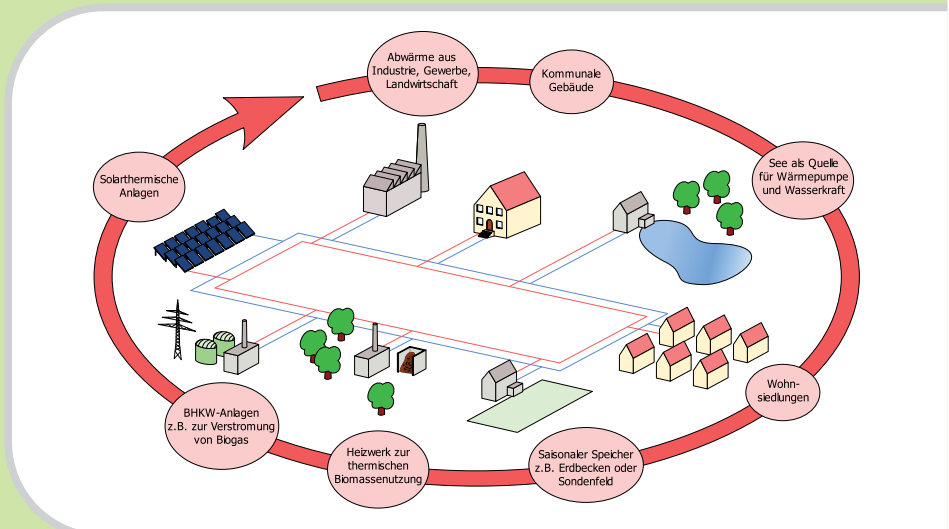 Abwärme aus
Industrie, Gewerbe,
Landwirtschaft
Kommunale
Gebäude
See als Quelle
für Wärmepumpe
und Wasserkraft
Wohn-
siedlungen
Saisonaler Speicher
z.B. Erdbecken oder
Sondenfeld
Heizwerk zur
thermischen
Biomassenutzung
BHKW-Anlagen
z.B. zur Verstromung
von Biogas
Solarthermische
Anlagen